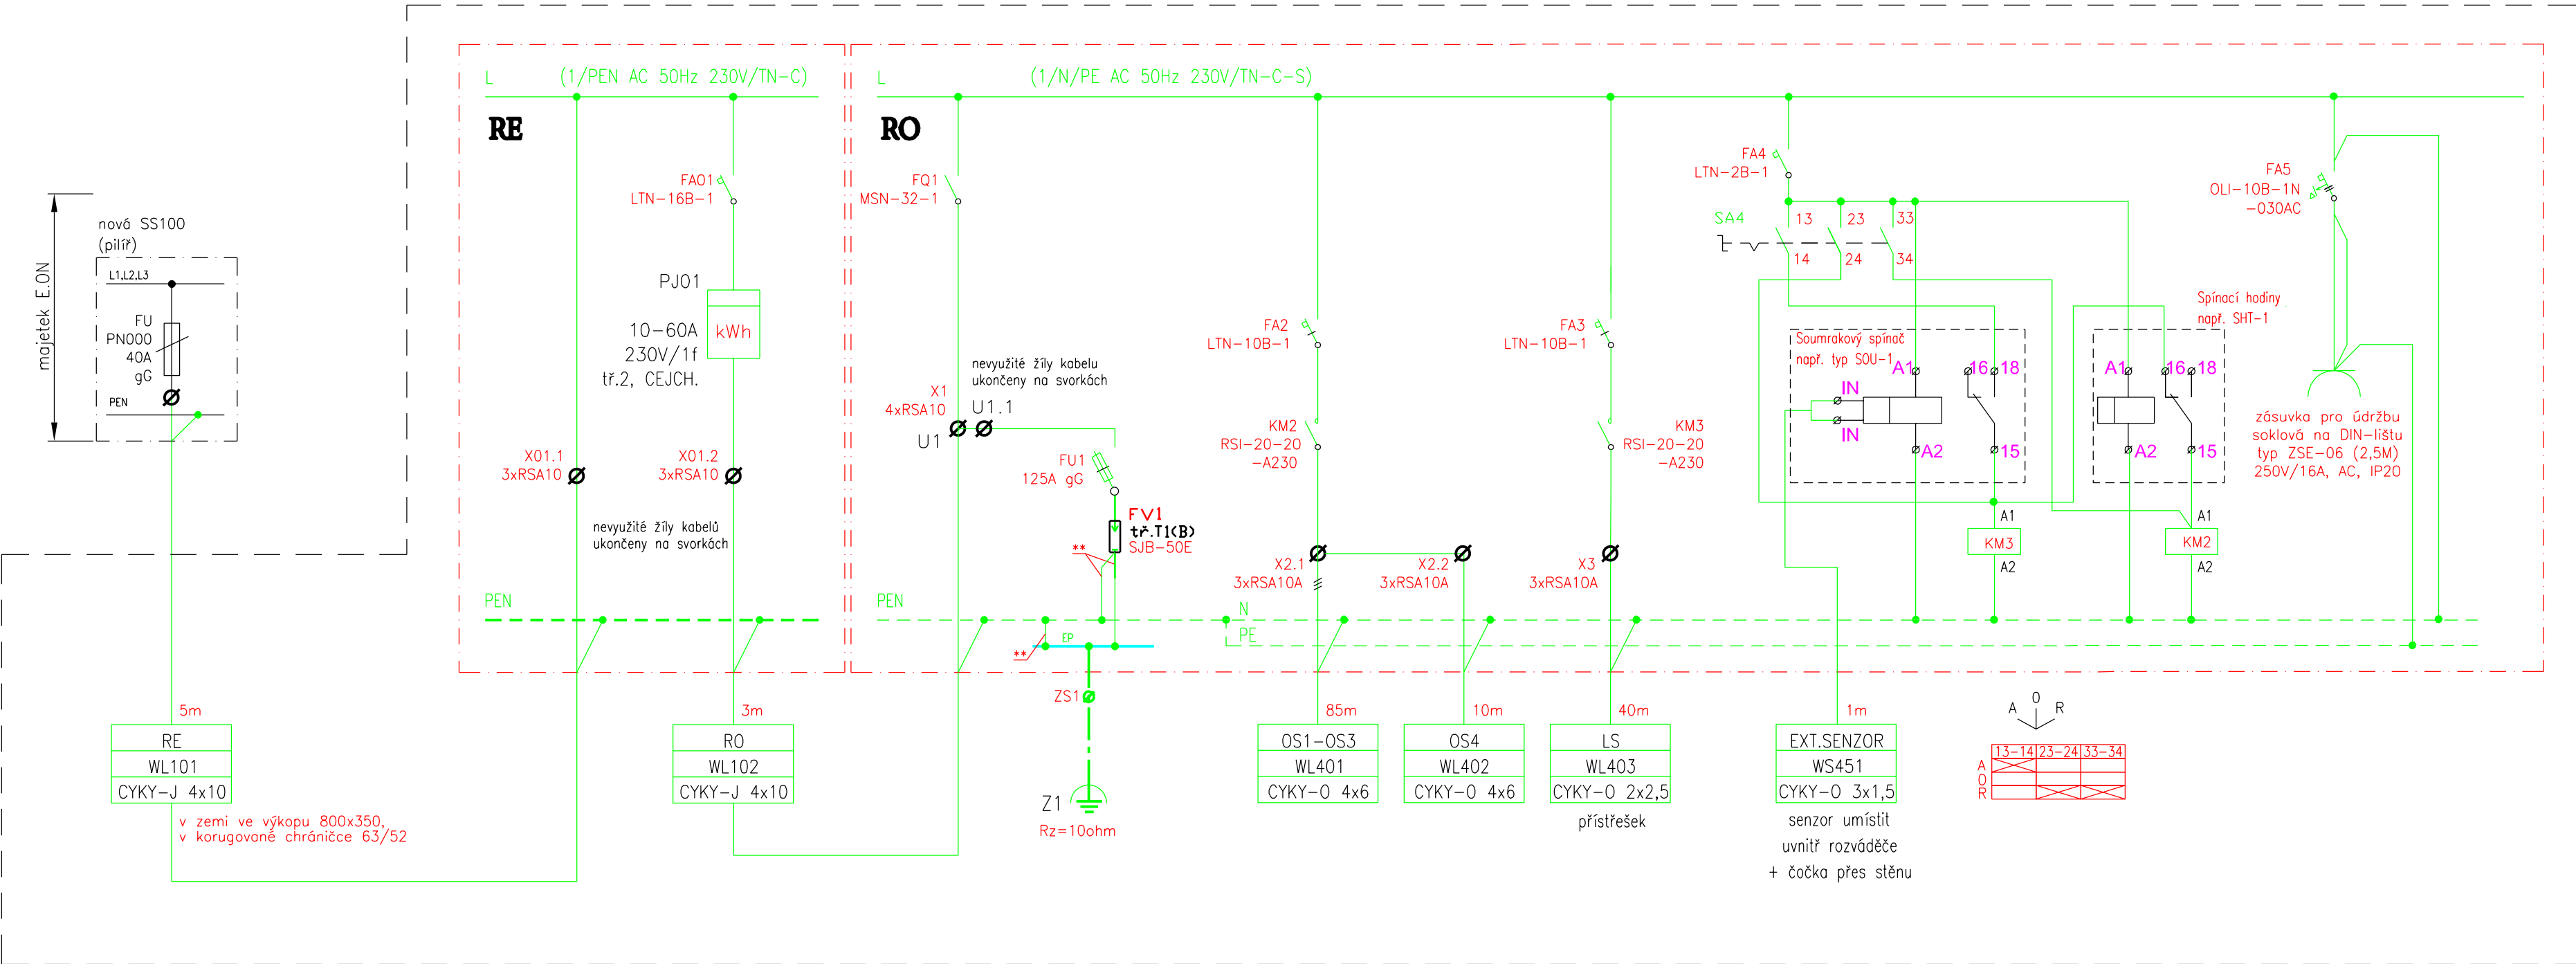 majetek E.ON
nová SS100
(pilíř)
L1,L2,L3
FU
PN000
40A
gG
PEN
5m
RE
WL101
CYKY-J 4x10
v zemi ve výkopu 800x350,
v korugované chráničce 63/52
L
(1/PEN AC 50Hz 230V/TN-C)
RE
FA01
LTN-16B-1
PJ01
10-60A
230V/1f
tř.2, CEJCH.
kWh
X01.1
3xRSA10
X01.2
3xRSA10
nevyužité žíly kabelů
ukončeny na svorkách
PEN
3m
RO
WL102
CYKY-J 4x10
L
(1/N/PE AC 50Hz 230V/TN-C-S)
RO
FQ1
MSN-32-1
nevyužité žíly kabelu
ukončeny na svorkách
X1
4xRSA10
U1.1
U1
FU1
125A gG
FV1
tř.T1(B)
SJB-50E
**
PEN
EP
**
ZS1
Z1
Rz=10ohm
N
PE
FA2
LTN-10B-1
KM2
RSI-20-20
-A230
X2.1
3xRSA10A
X2.2
3xRSA10A
85m
OS1-OS3
WL401
CYKY-O 4x6
10m
OS4
WL402
CYKY-O 4x6
FA3
LTN-10B-1
KM3
RSI-20-20
-A230
X3
3xRSA10A
40m
LS
WL403
CYKY-O 2x2,5
přístřešek
FA4
LTN-2B-1
SA4
13
23
33
14
24
34
Soumrakový spínač
např. typ SOU-1
A1
16
18
IN
IN
A2
15
A1
KM3
A2
Spínací hodiny
např. SHT-1
A1
16
18
A2
15
A1
KM2
A2
1m
EXT.SENZOR
WS451
CYKY-O 3x1,5
senzor umístit
uvnitř rozváděče
+ čočka přes stěnu
FA5
OLI-10B-1N
-030AC
zásuvka pro údržbu
soklová na DIN-lištu
typ ZSE-06 (2,5M)
250V/16A, AC, IP20
0
A R
13-14 23-24 33-34
A
O
R